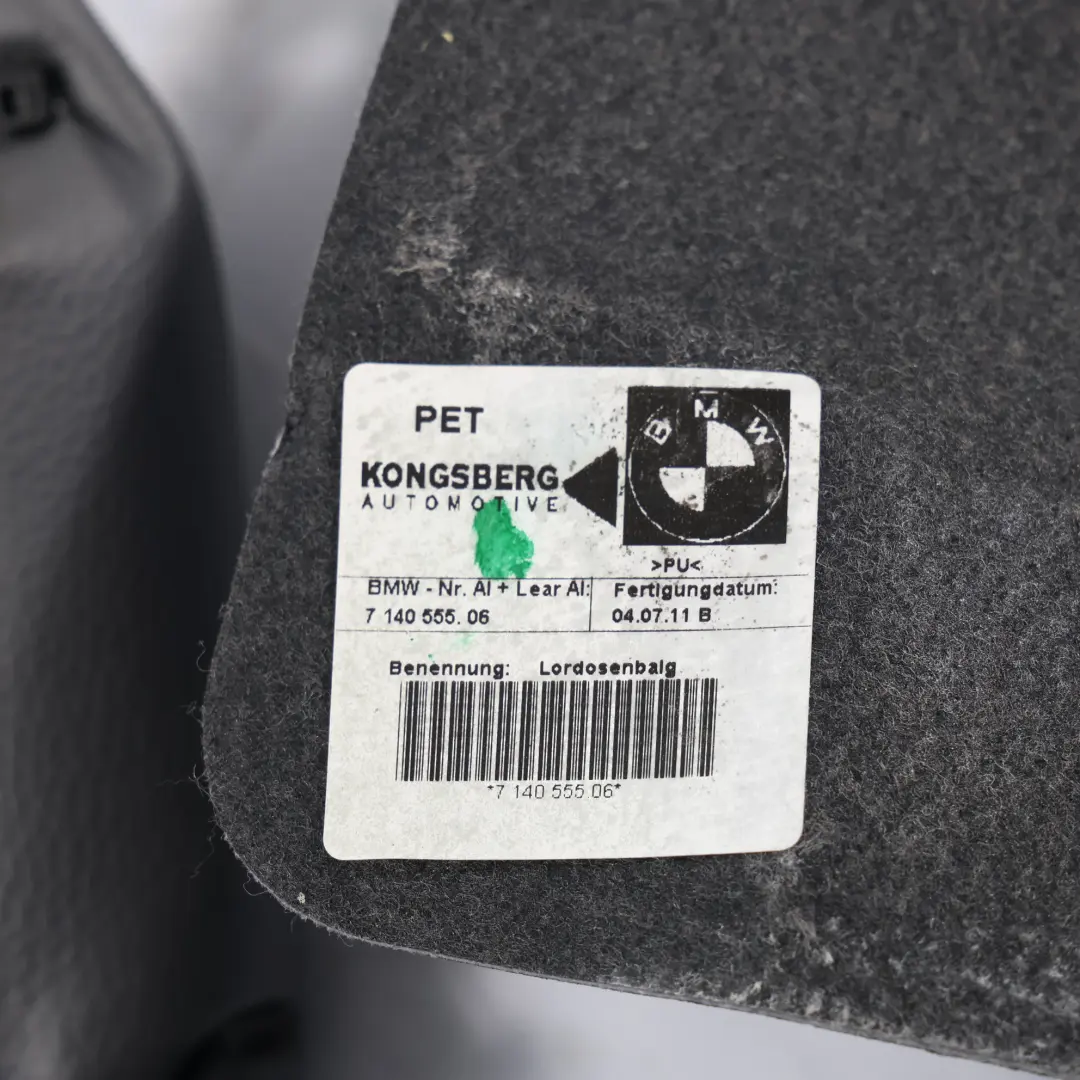 PET
KONGSBERG
AUTOMOTIVE
BMW
>PU<
BMW - Nr. AI + Lear AI:
7 140 555. 06
Fertigungdatum:
04.07.11 B
Benennung: Lordosenbalg
*7 140 555.06*